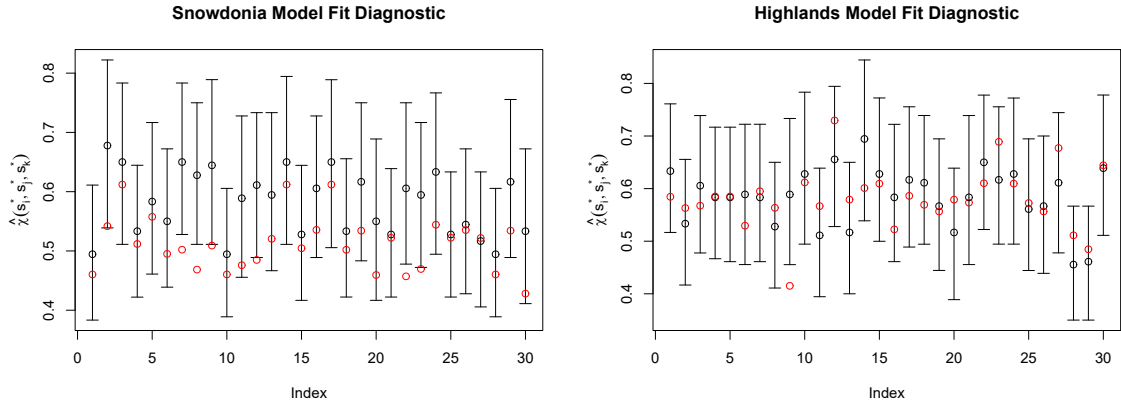 Snowdonia Model Fit Diagnostic
χ̂(s*i, s*j, s*k)
0.8
0.7
0.6
0.5
0.4
0 5 10 15 20 25 30
Index
Highlands Model Fit Diagnostic
χ̂(s*i, s*j, s*k)
0.8
0.7
0.6
0.5
0.4
0 5 10 15 20 25 30
Index